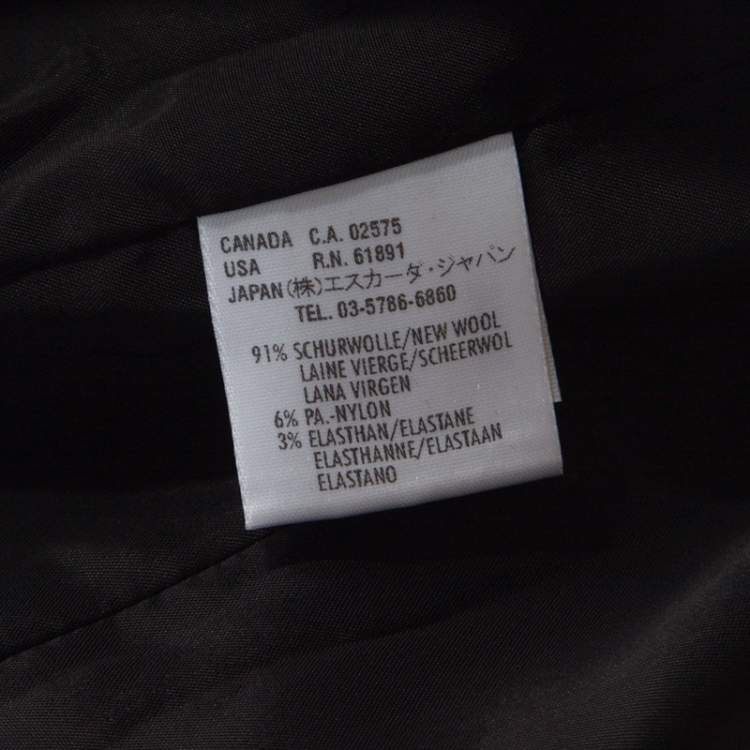 CANADA C.A. 02575
USA R.N. 61891
JAPAN (株)エスカーダ・ジャパン
TEL. 03-5786-6860
91% SCHURWOLLE/NEW WOOL
LAINE VIERGE/SCHEERWOL
LANA VIRGEN
6% PA.-NYLON
3% ELASTHAN/ELASTANE
ELASTHANNE/ELASTAAN
ELASTANO